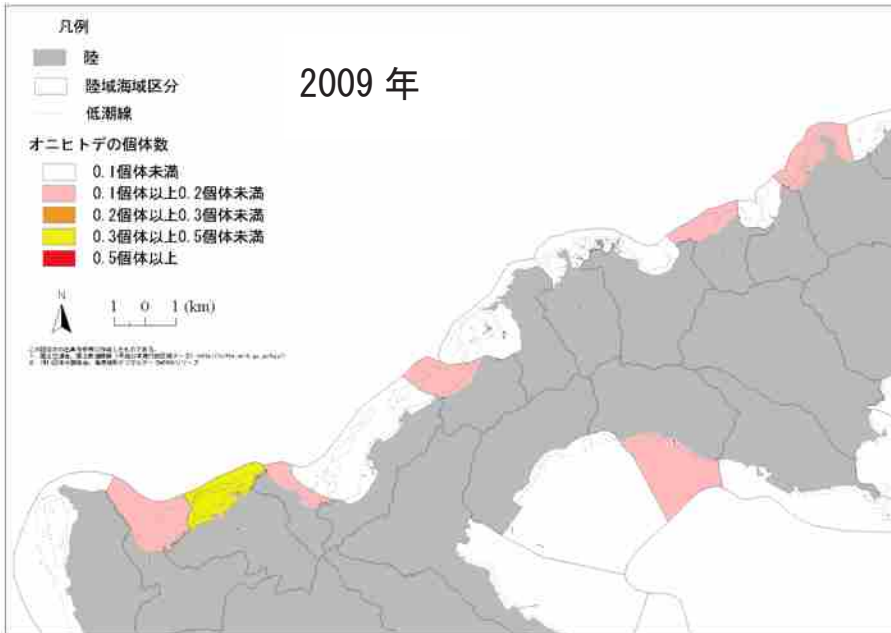 凡例
陸
陸域海域区分
低潮線
オニヒトデの個体数
0.1個体未満
0.1個体以上0.2個体未満
0.2個体以上0.3個体未満
0.3個体以上0.5個体未満
0.5個体以上
2009 年
N
1 0 1 (km)